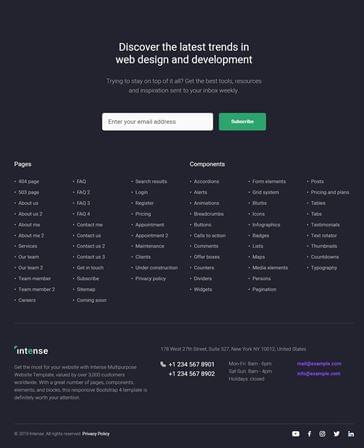 Discover the latest trends in
web design and development
Trying to stay on top of it all? Get the best tools, resources
and inspiration sent to your inbox weekly.
Enter your email address
Subscribe
Pages
404 page
503 page
About us
About us 2
About me
About me 2
Services
Our team
Our team 2
Team member
Team member 2
Careers
FAQ
FAQ 2
FAQ 3
FAQ 4
Contact me
Contact us
Contact us 2
Contact us 3
Get in touch
Subscribe
Sitemap
Coming soon
Search results
Login
Register
Pricing
Appointment
Appointment 2
Maintenance
Clients
Under construction
Privacy policy
Components
Accordions
Alerts
Animations
Breadcrumbs
Buttons
Calls to action
Comments
Offer boxes
Counters
Dividers
Widgets
Form elements
Grid system
Blurbs
Icons
Infographics
Badges
Lists
Maps
Media elements
Persons
Pagination
Posts
Pricing and plans
Tables
Tabs
Testimonials
Text rotator
Thumbnails
Countdowns
Typography
intense
Get the most for your website with Intense Multipurpose
Website Template, valued by over 3,000 customers
worldwide. With a great number of pages, components,
elements, and blocks, this responsive Bootstrap 4 template is
definitely worth your attention.
178 West 27th Street, Suite 527, New York NY 10012, United States
+1 234 567 8901
+1 234 567 8902
Mon-Fri: 8am - 6pm
Sat-Sun: 8am - 4pm
Holidays: closed
mail@example.com
info@example.com
© 2019 Intense. All rights reserved. Privacy Policy